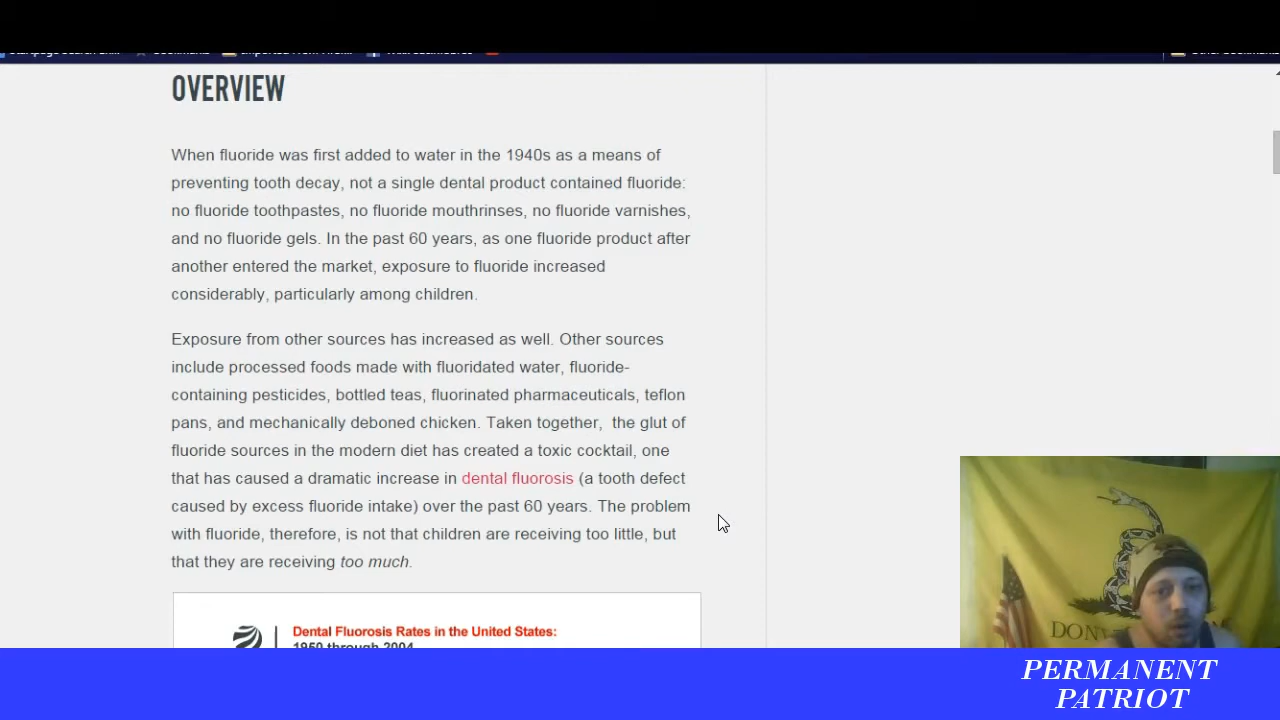 OVERVIEW
When fluoride was first added to water in the 1940s as a means of
preventing tooth decay, not a single dental product contained fluoride:
no fluoride toothpastes, no fluoride mouthrinses, no fluoride varnishes,
and no fluoride gels. In the past 60 years, as one fluoride product after
another entered the market, exposure to fluoride increased
considerably, particularly among children.
Exposure from other sources has increased as well. Other sources
include processed foods made with fluoridated water, fluoride-
containing pesticides, bottled teas, fluorinated pharmaceuticals, teflon
pans, and mechanically deboned chicken. Taken together, the glut of
fluoride sources in the modern diet has created a toxic cocktail, one
that has caused a dramatic increase in dental fluorosis (a tooth defect
caused by excess fluoride intake) over the past 60 years. The problem
with fluoride, therefore, is not that children are receiving too little, but
that they are receiving too much.
Dental Fluorosis Rates in the United States:
1950 through 2004
DON'T
PERMANENT
PATRIOT